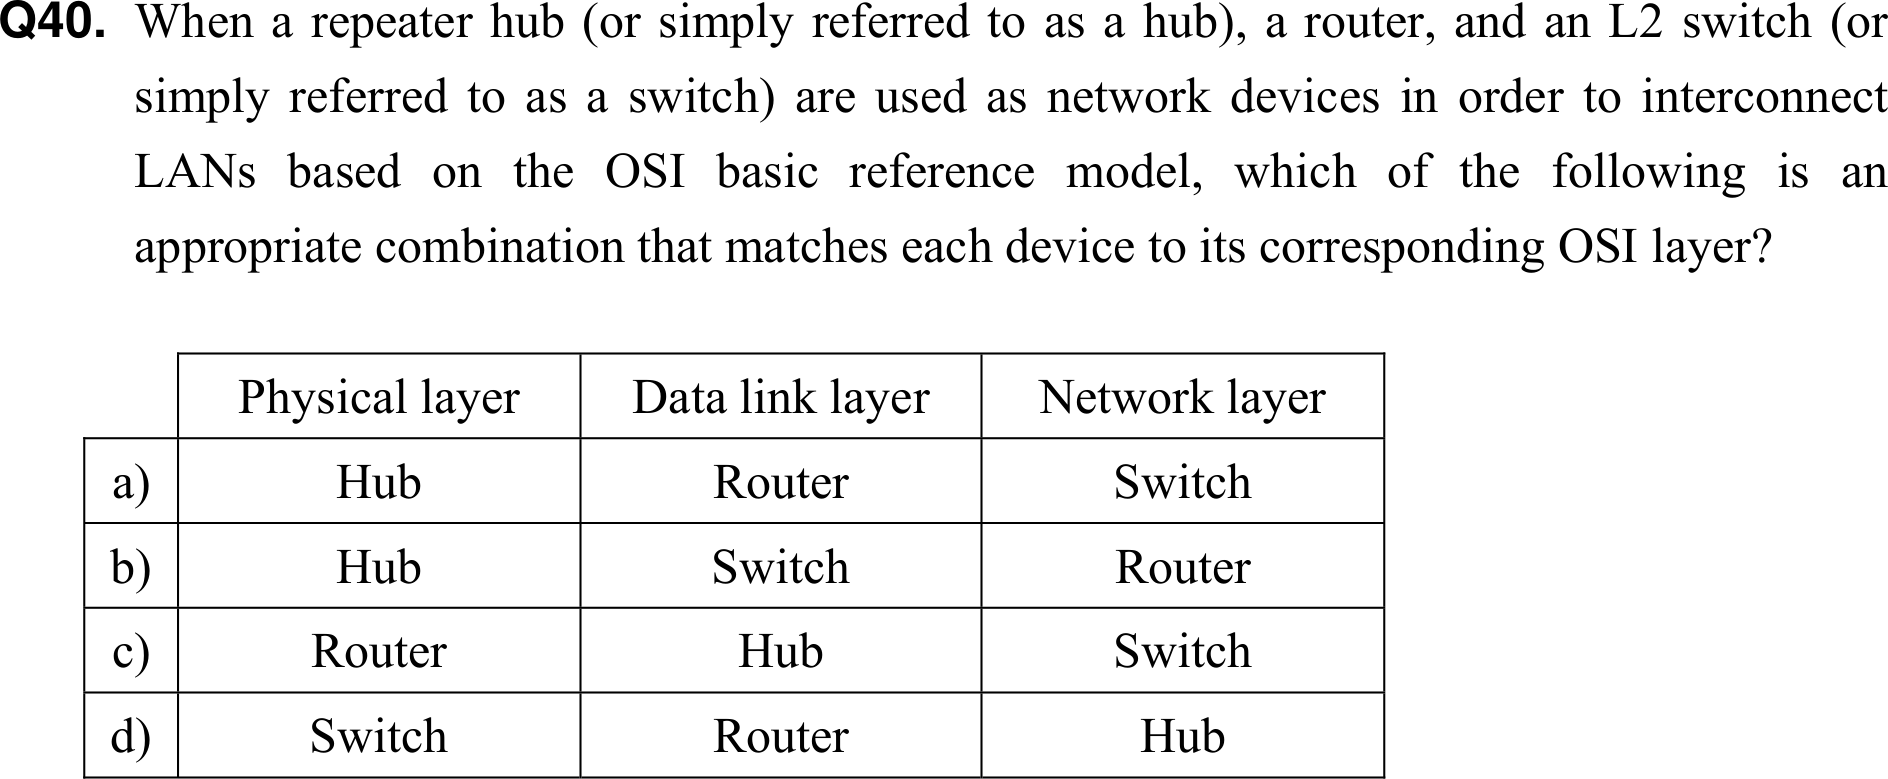 Q40. When a repeater hub (or simply referred to as a hub), a router, and an L2 switch (or
simply referred to as a switch) are used as network devices in order to interconnect
LANs based on the OSI basic reference model, which of the following is an
appropriate combination that matches each device to its corresponding OSI layer?
Physical layer Data link layer Network layer
a) Hub Router Switch
b) Hub Switch Router
c) Router Hub Switch
d) Switch Router Hub